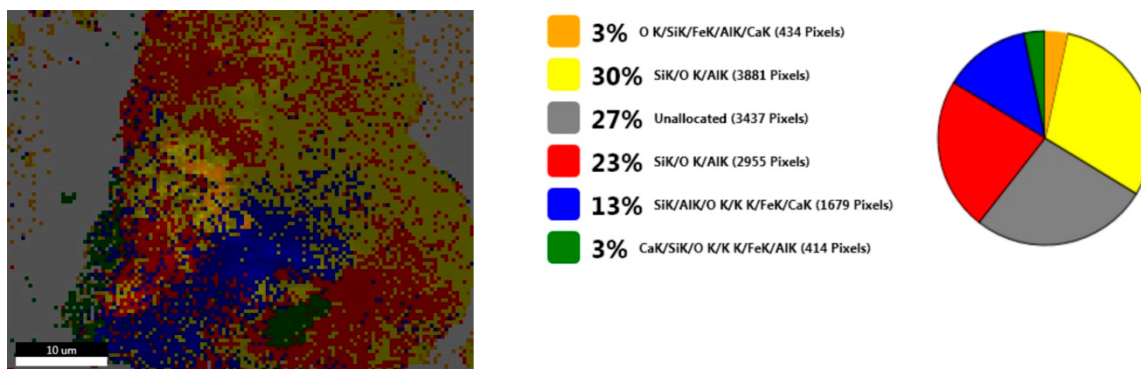 3% O K/SiK/FeK/AlK/CaK (434 Pixels)
30% SiK/O K/AlK (3881 Pixels)
27% Unallocated (3437 Pixels)
23% SiK/O K/AlK (2955 Pixels)
13% SiK/AlK/O K/K K/FeK/CaK (1679 Pixels)
3% CaK/SiK/O K/K K/FeK/AlK (414 Pixels)
10 um